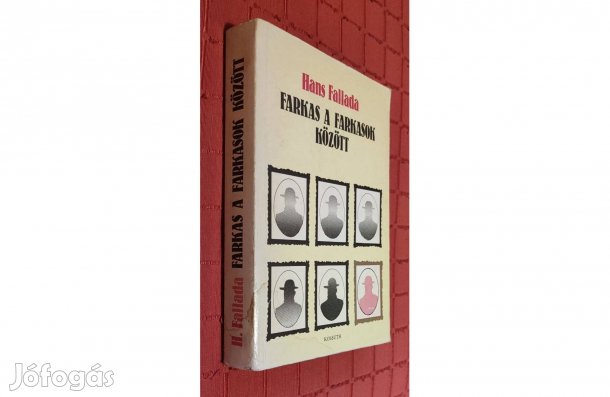 Hans Fallada
FARKAS A FARKASOK
KÖZÖTT
KOSSUTH
H. Fallada FARKAS A FARKASOK KÖZÖTT
Jófogás